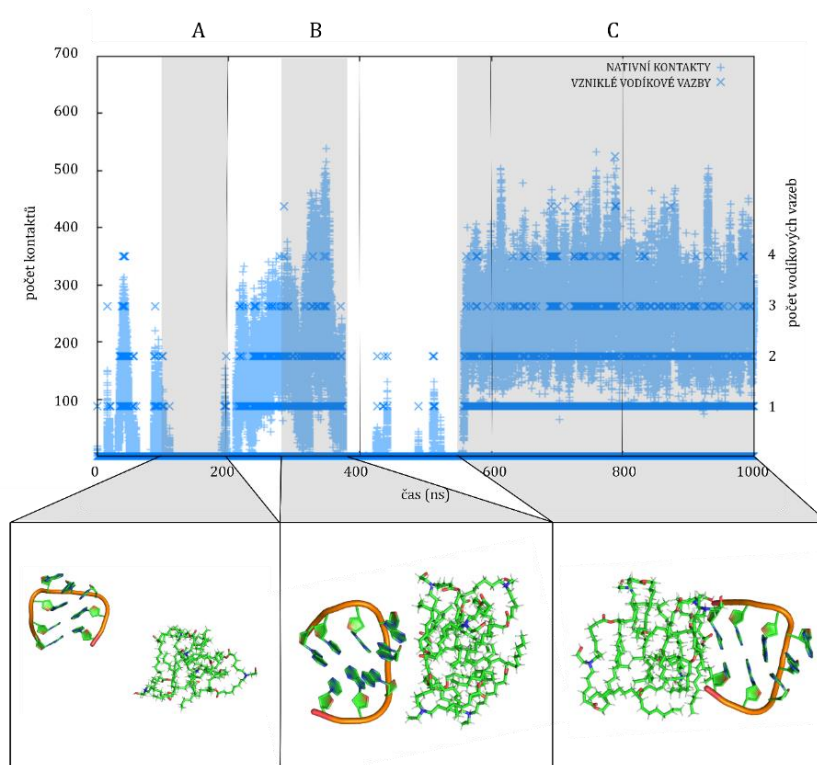 A B C
700
NATIVNÍ KONTAKTY
VZNIKLÉ VODÍKOVÉ VAZBY
600
500
400
300
200
100
počet kontaktů
4
3
2
1
počet vodíkových vazeb
0 200 400 600 800 1000
čas (ns)